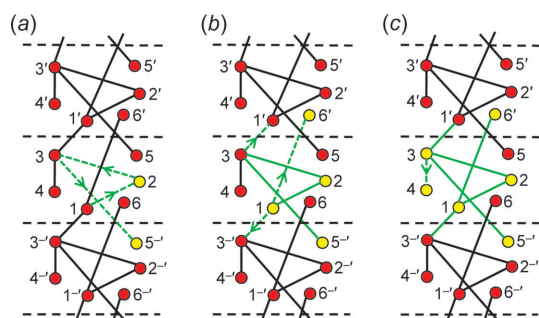 (a) (b) (c)
3′ 5′ 3′ 5′ 3′ 5′
2′ 2′ 2′
4′ 6′ 4′ 6′ 4′ 6′
1′ 1′ 1′
3 5 3 5 3 5
2 2 2
4 6 4 6 4 6
1 1 1
3⁻′ 5⁻′ 3⁻′ 5⁻′ 3⁻′ 5⁻′
2⁻′ 2⁻′ 2⁻′
4⁻′ 4⁻′ 4⁻′
1⁻′ 6⁻′ 1⁻′ 6⁻′ 1⁻′ 6⁻′